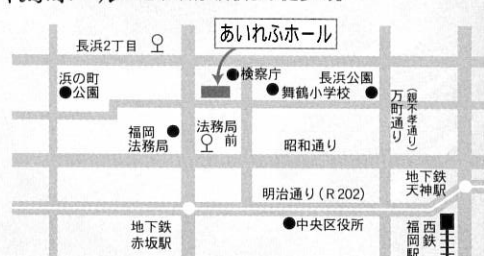 あいれふホール
長浜2丁目
検察庁
長浜公園
浜の町
公園
舞鶴小学校
万町通り
(親不孝通り)
福岡
法務局
法務局
前
昭和通り
地下鉄
天神駅
明治通り(R202)
地下鉄
赤坂駅
中央区役所
西鉄
福岡駅